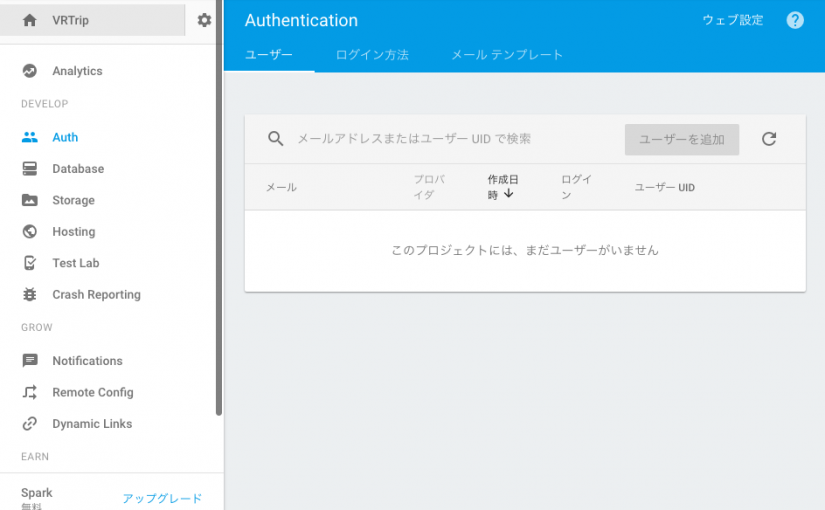 VRTrip
Analytics
DEVELOP
Auth
Database
Storage
Hosting
Test Lab
Crash Reporting
GROW
Notifications
Remote Config
Dynamic Links
EARN
Spark
無料
アップグレード
Authentication
ウェブ設定
?
ユーザー
ログイン方法
メール テンプレート
メールアドレスまたはユーザー UID で検索
ユーザーを追加
メール
プロバ
イダ
作成日
時
ログイ
ン
ユーザー UID
このプロジェクトには、まだユーザーがいません